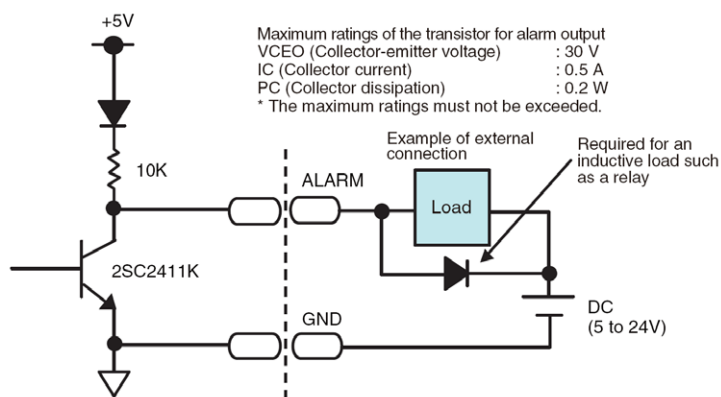 +5V
Maximum ratings of the transistor for alarm output
VCEO (Collector-emitter voltage) : 30 V
IC (Collector current) : 0.5 A
PC (Collector dissipation) : 0.2 W
* The maximum ratings must not be exceeded.
Example of external
connection
Required for an
inductive load such
as a relay
10K
ALARM
Load
2SC2411K
GND
DC
(5 to 24V)